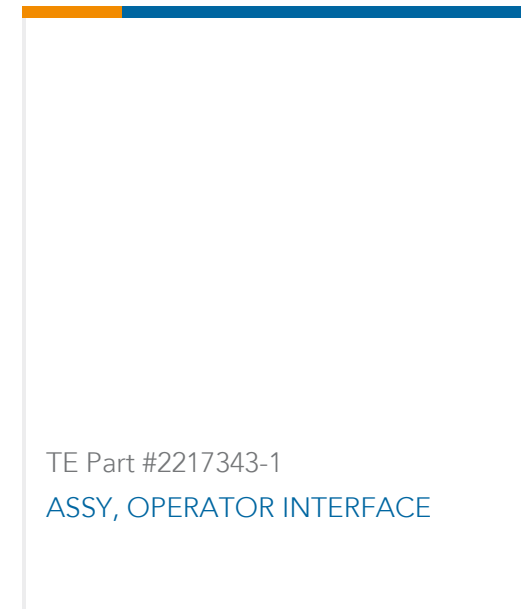 TE Part #2217343-1
ASSY, OPERATOR INTERFACE